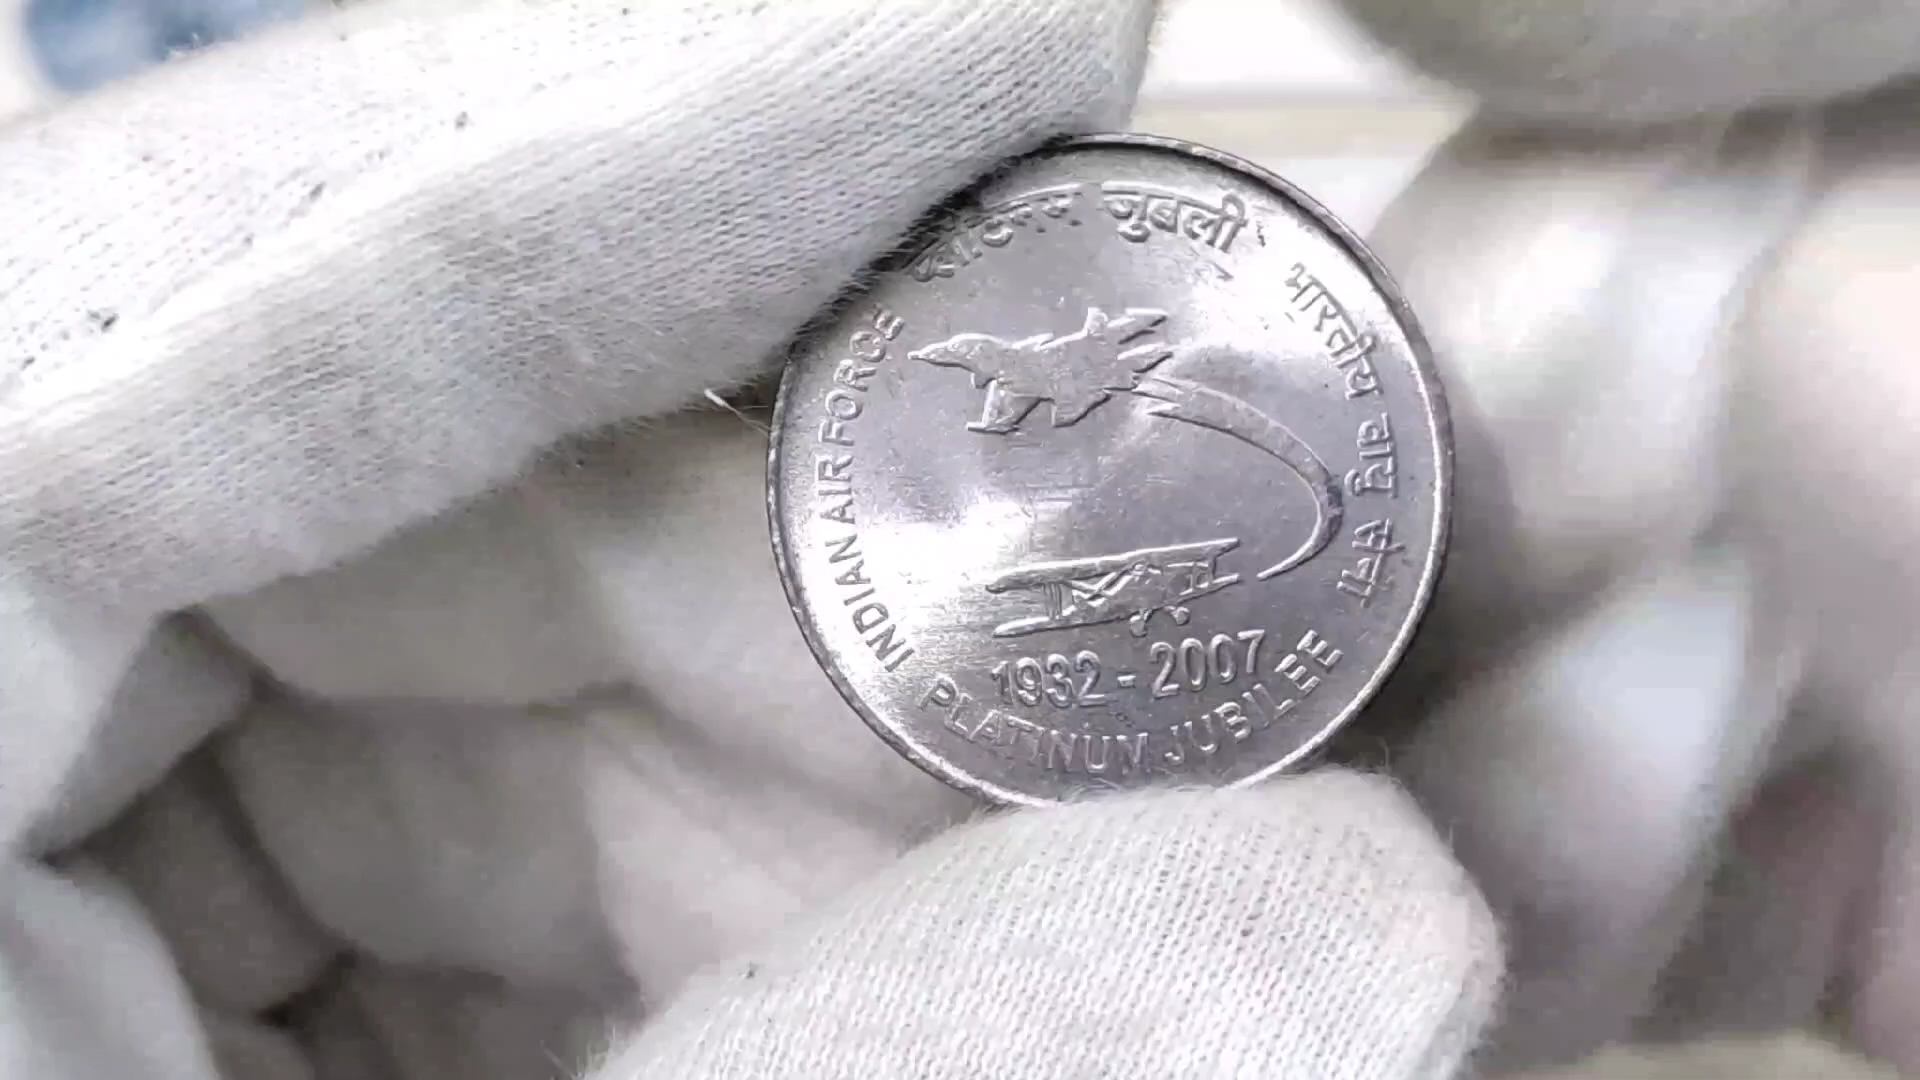 प्लेटिनम जुबली
भारतीय वायु सेना
INDIAN AIR FORCE
1932 - 2007
PLATINUM JUBILEE